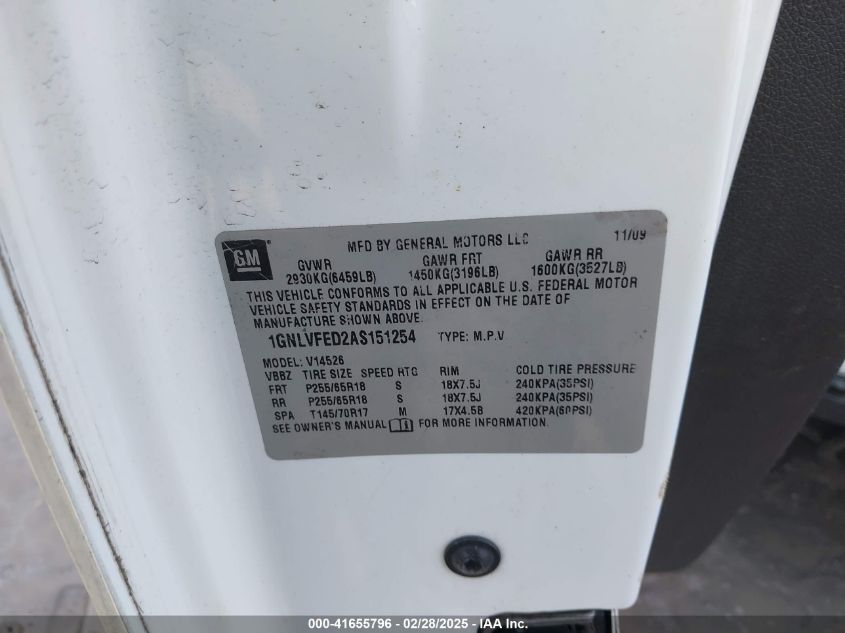 GM
MFD BY GENERAL MOTORS LLC 11/09
GVWR GAWR FRT GAWR RR
2930KG(6459LB) 1450KG(3196LB) 1600KG(3527LB)
THIS VEHICLE CONFORMS TO ALL APPLICABLE U.S. FEDERAL MOTOR
VEHICLE SAFETY STANDARDS IN EFFECT ON THE DATE OF
MANUFACTURE SHOWN ABOVE.
1GNLVFED2AS151254 TYPE: M.P.V
MODEL: V14526
VBBZ TIRE SIZE SPEED RTG RIM COLD TIRE PRESSURE
FRT P255/65R18 S 18X7.5J 240KPA(35PSI)
RR P255/65R18 S 18X7.5J 240KPA(35PSI)
SPA T145/70R17 M 17X4.5B 420KPA(60PSI)
SEE OWNER'S MANUAL FOR MORE INFORMATION.
000-41655796 - 02/28/2025 - IAA Inc.